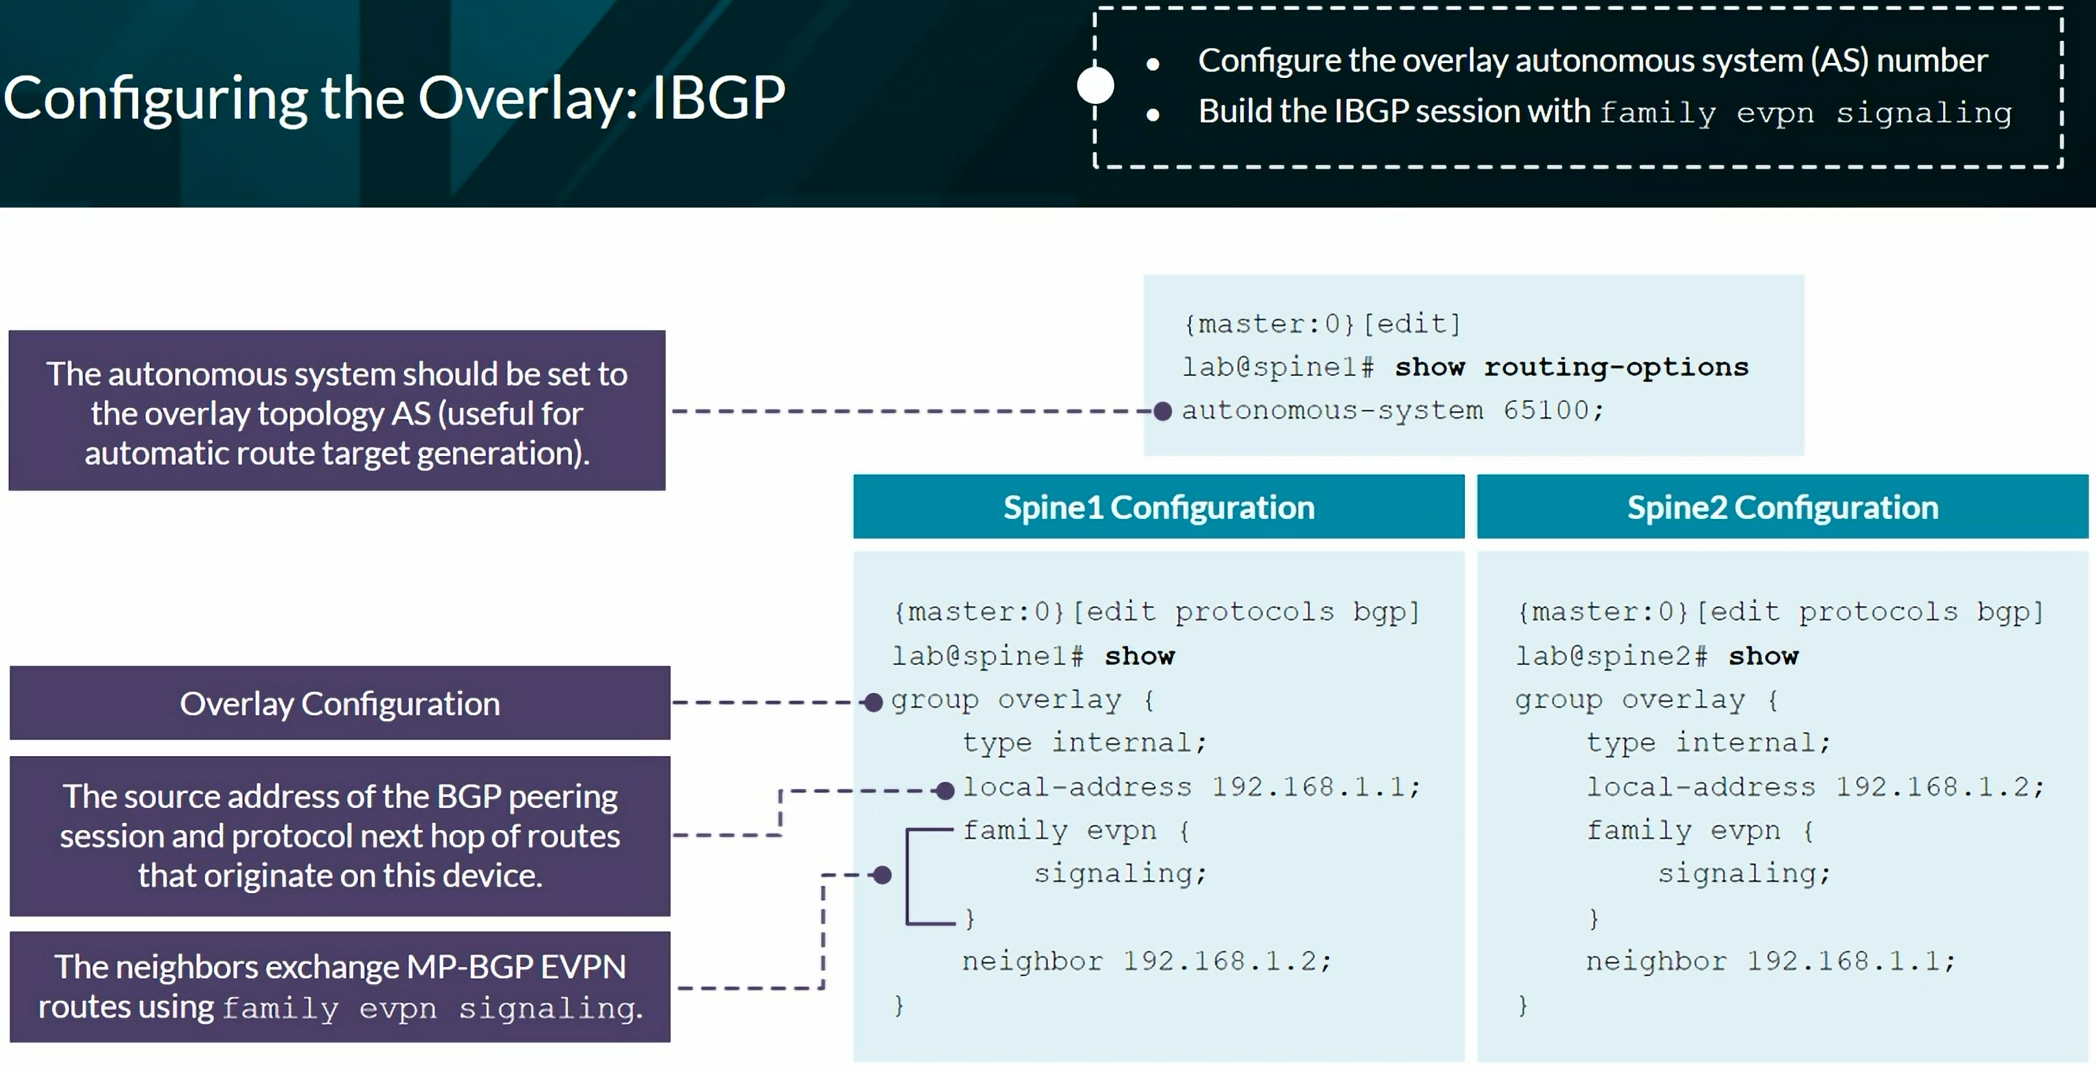 Configuring the Overlay: IBGP
• Configure the overlay autonomous system (AS) number
• Build the IBGP session with family evpn signaling
The autonomous system should be set to
the overlay topology AS (useful for
automatic route target generation).
{master:0}[edit]
lab@spine1# show routing-options
autonomous-system 65100;
Overlay Configuration
The source address of the BGP peering
session and protocol next hop of routes
that originate on this device.
The neighbors exchange MP-BGP EVPN
routes using family evpn signaling.
Spine1 Configuration
{master:0}[edit protocols bgp]
lab@spine1# show
group overlay {
    type internal;
    local-address 192.168.1.1;
    family evpn {
        signaling;
    }
    neighbor 192.168.1.2;
}
Spine2 Configuration
{master:0}[edit protocols bgp]
lab@spine2# show
group overlay {
    type internal;
    local-address 192.168.1.2;
    family evpn {
        signaling;
    }
    neighbor 192.168.1.1;
}